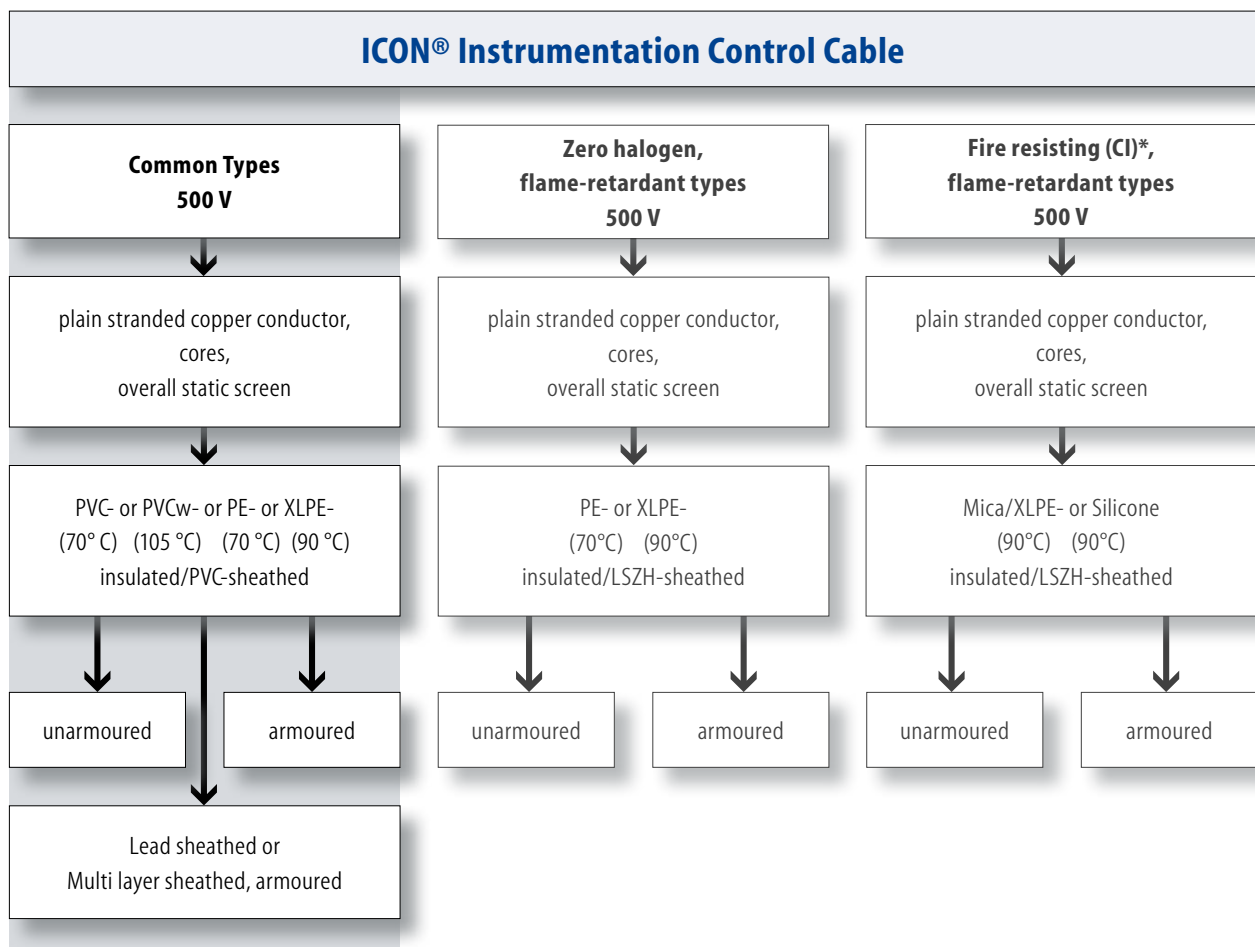 ICON® Instrumentation Control Cable
Common Types
500 V
plain stranded copper conductor,
cores,
overall static screen
PVC- or PVCw- or PE- or XLPE-
(70° C) (105 °C) (70 °C) (90 °C)
insulated/PVC-sheathed
unarmoured
armoured
Lead sheathed or
Multi layer sheathed, armoured
Zero halogen,
flame-retardant types
500 V
plain stranded copper conductor,
cores,
overall static screen
PE- or XLPE-
(70°C) (90°C)
insulated/LSZH-sheathed
unarmoured
armoured
Fire resisting (CI)*,
flame-retardant types
500 V
plain stranded copper conductor,
cores,
overall static screen
Mica/XLPE- or Silicone
(90°C) (90°C)
insulated/LSZH-sheathed
unarmoured
armoured